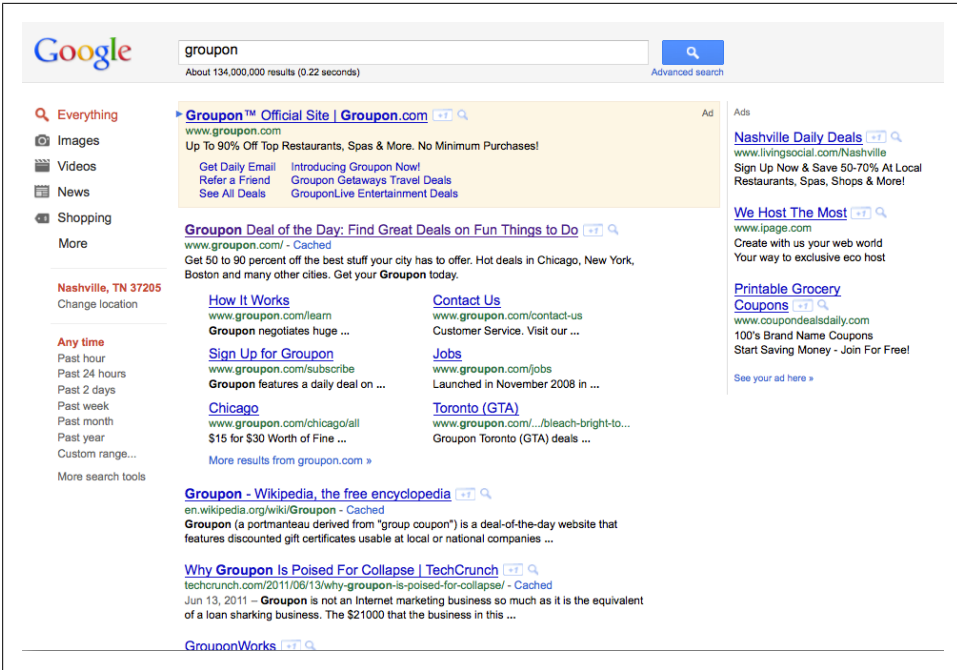 Google
groupon
About 134,000,000 results (0.22 seconds)
Advanced search
Everything
Images
Videos
News
Shopping
More
Nashville, TN 37205
Change location
Any time
Past hour
Past 24 hours
Past 2 days
Past week
Past month
Past year
Custom range...
More search tools
Groupon™ Official Site | Groupon.com +1
Ad
www.groupon.com
Up To 90% Off Top Restaurants, Spas & More. No Minimum Purchases!
Get Daily Email Introducing Groupon Now!
Refer a Friend Groupon Getaways Travel Deals
See All Deals GrouponLive Entertainment Deals
Groupon Deal of the Day: Find Great Deals on Fun Things to Do +1
www.groupon.com/ - Cached
Get 50 to 90 percent off the best stuff your city has to offer. Hot deals in Chicago, New York,
Boston and many other cities. Get your Groupon today.
How It Works
www.groupon.com/learn
Groupon negotiates huge ...
Contact Us
www.groupon.com/contact-us
Customer Service. Visit our ...
Sign Up for Groupon
www.groupon.com/subscribe
Groupon features a daily deal on ...
Jobs
www.groupon.com/jobs
Launched in November 2008 in ...
Chicago
www.groupon.com/chicago/all
$15 for $30 Worth of Fine ...
Toronto (GTA)
www.groupon.com/.../bleach-bright-to...
Groupon Toronto (GTA) deals ...
More results from groupon.com »
Groupon - Wikipedia, the free encyclopedia +1
en.wikipedia.org/wiki/Groupon - Cached
Groupon (a portmanteau derived from "group coupon") is a deal-of-the-day website that
features discounted gift certificates usable at local or national companies ...
Why Groupon Is Poised For Collapse | TechCrunch +1
techcrunch.com/2011/06/13/why-groupon-is-poised-for-collapse/ - Cached
Jun 13, 2011 – Groupon is not an Internet marketing business so much as it is the equivalent
of a loan sharking business. The $21000 that the business in this ...
GrouponWorks +1
Ads
Nashville Daily Deals +1
www.livingsocial.com/Nashville
Sign Up Now & Save 50-70% At Local
Restaurants, Spas, Shops & More!
We Host The Most +1
www.ipage.com
Create with us your web world
Your way to exclusive eco host
Printable Grocery
Coupons +1
www.coupondealsdaily.com
100's Brand Name Coupons
Start Saving Money - Join For Free!
See your ad here »